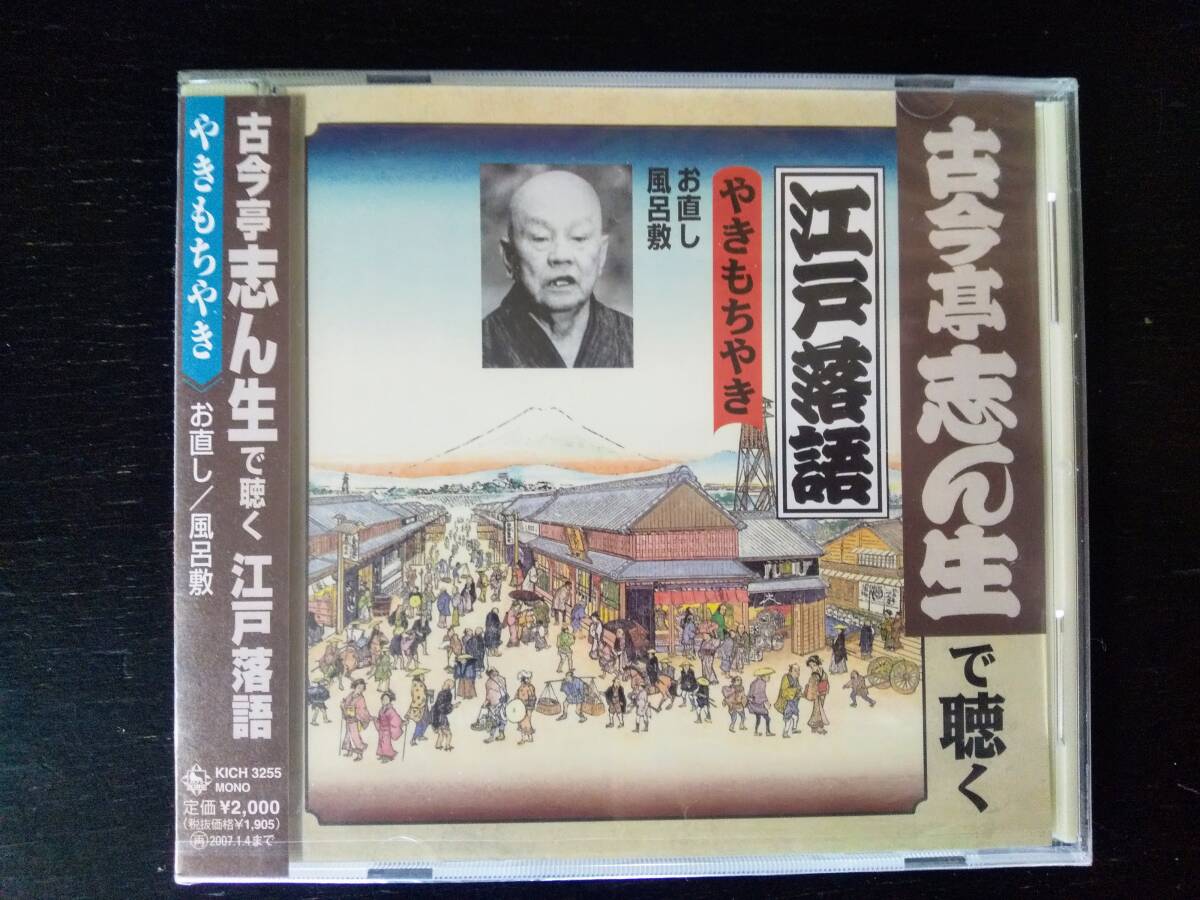 古今亭志ん生で聴く
江戸落語
やきもちやき
お直し
風呂敷
古今亭志ん生で聴く 江戸落語
やきもちやき
お直し/風呂敷
KICH 3255
MONO
定価¥2,000
(税抜価格¥1,905)
再 2007.1.4まで